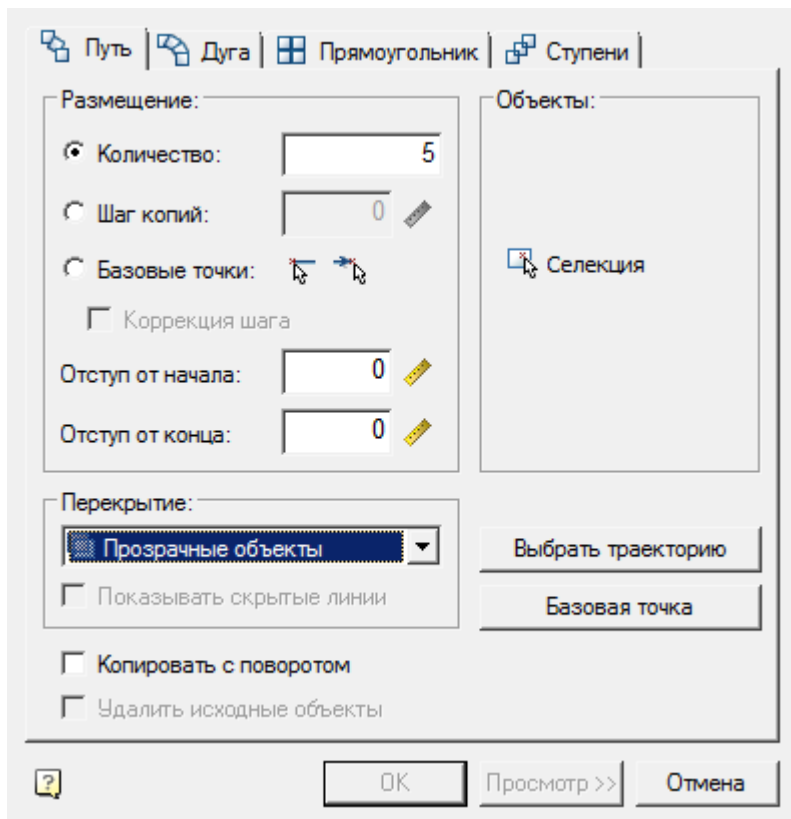 Путь Дуга Прямоугольник Ступени
Размещение:
Количество: 5
Шаг копий: 0
Базовые точки:
Коррекция шага
Отступ от начала: 0
Отступ от конца: 0
Объекты:
Селекция
Перекрытие:
Прозрачные объекты
Показывать скрытые линии
Выбрать траекторию
Базовая точка
Копировать с поворотом
Удалить исходные объекты
? OK Просмотр >> Отмена